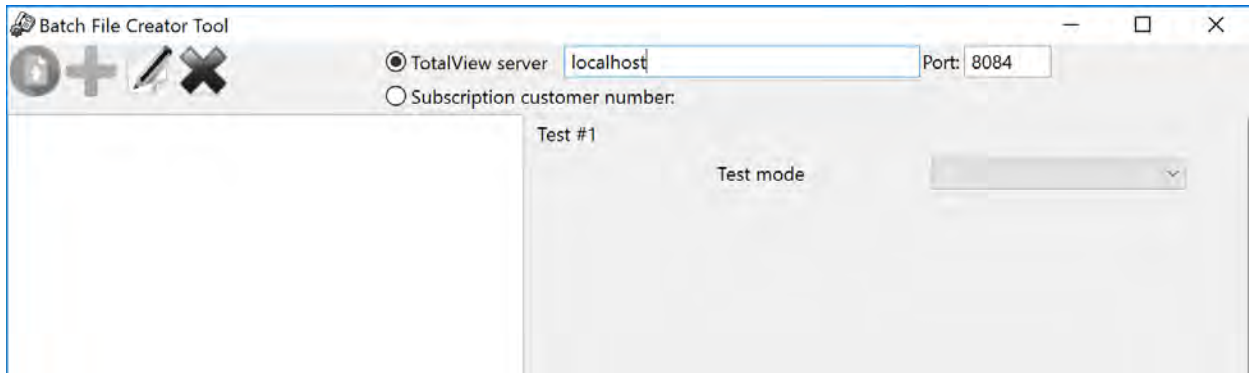 Batch File Creator Tool
TotalView server localhost Port: 8084
Subscription customer number:
Test #1
Test mode